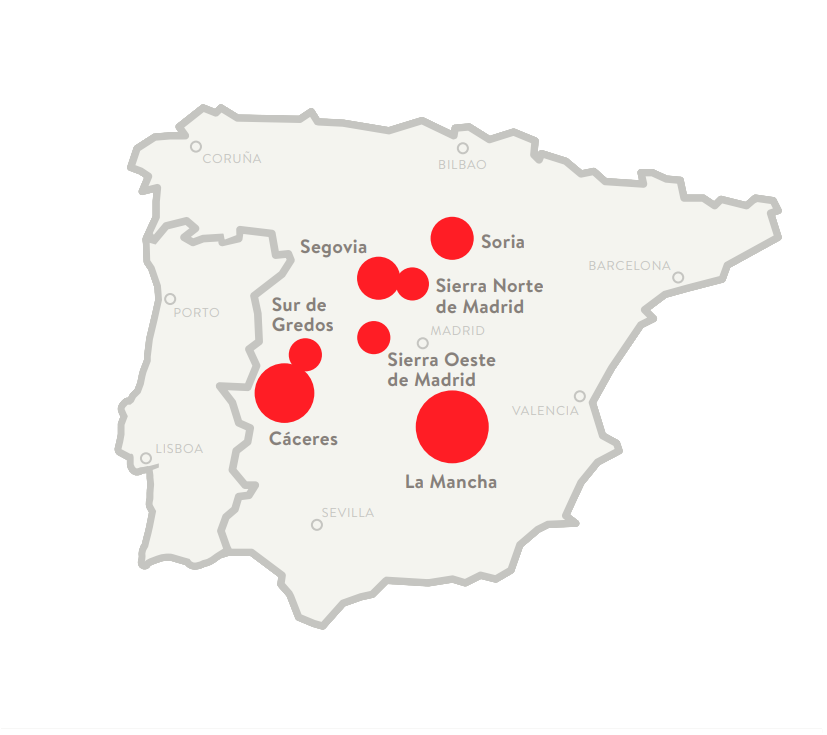 CORUÑA
BILBAO
Soria
Segovia
BARCELONA
Sierra Norte
de Madrid
Sur de
Gredos
PORTO
MADRID
Sierra Oeste
de Madrid
VALENCIA
Cáceres
LISBOA
La Mancha
SEVILLA